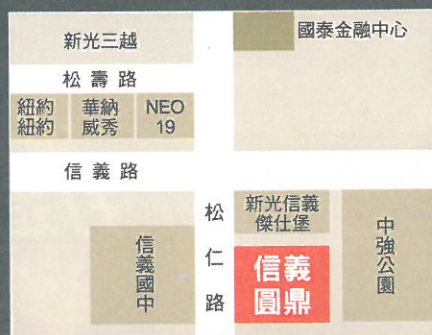 新光三越
國泰金融中心
松壽路
紐約
紐約
華納
威秀
NEO
19
信義路
松仁路
新光信義
傑仕堡
信義國中
信義
圓鼎
中強公園